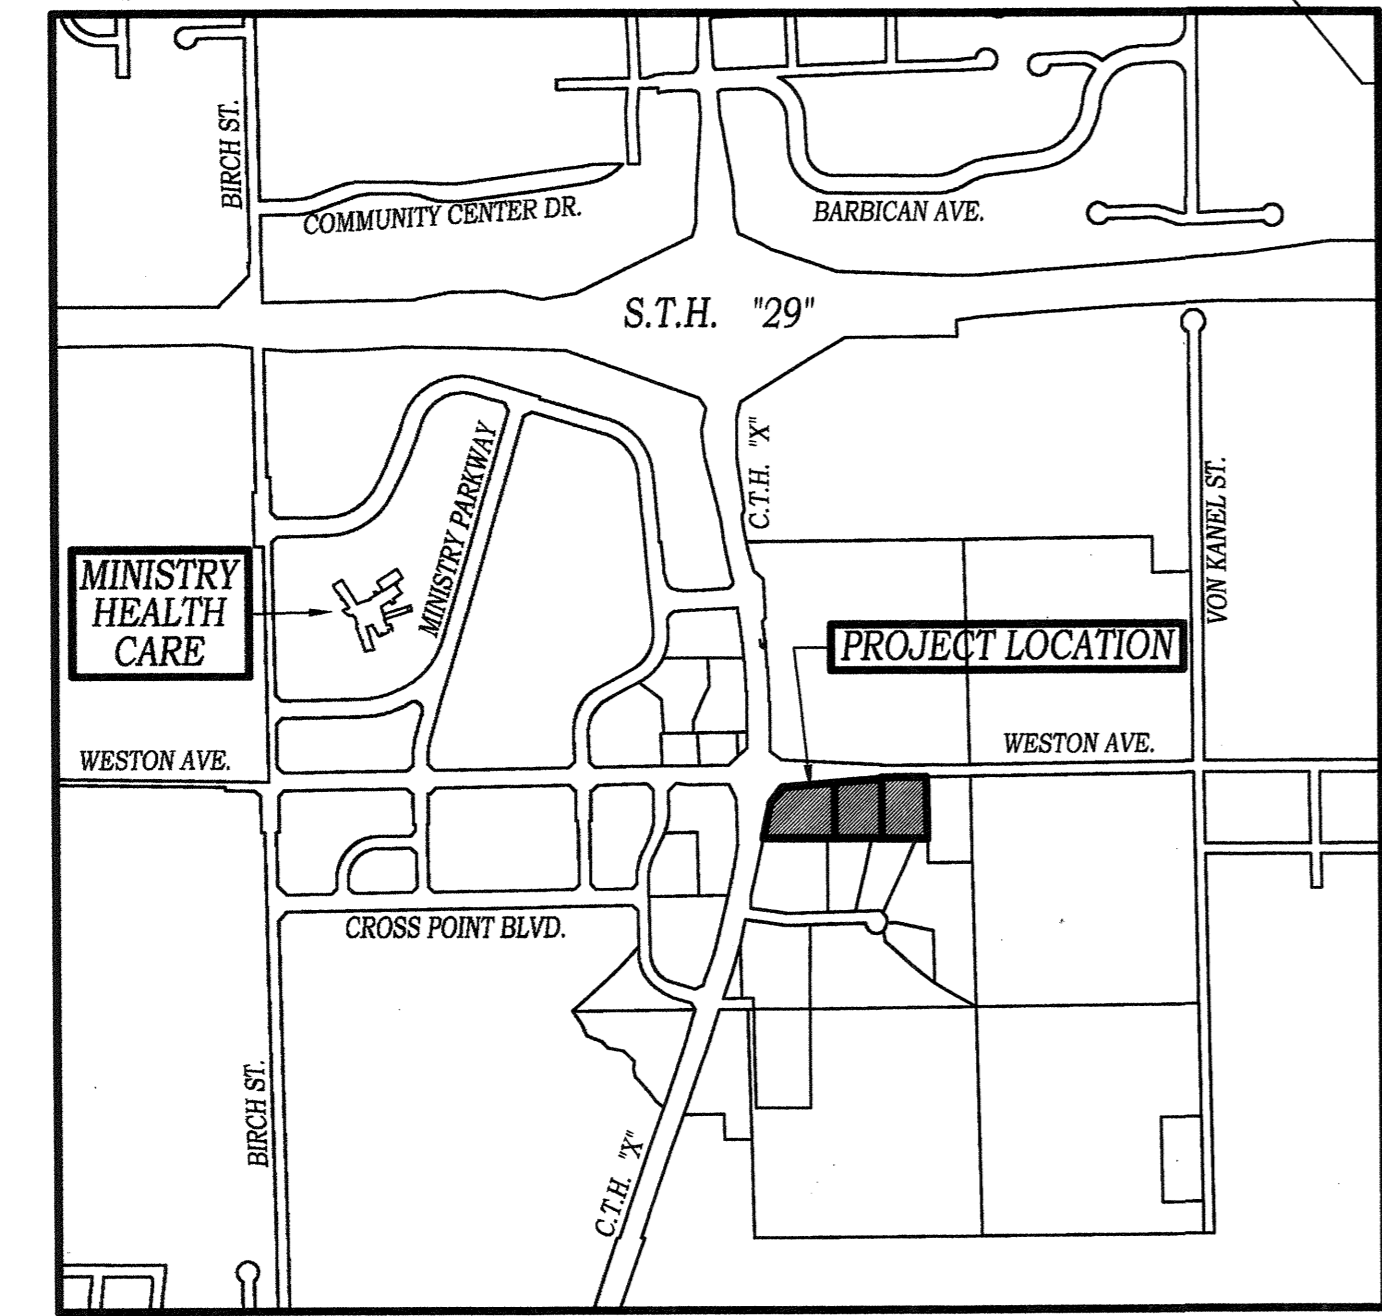 BIRCH ST.
COMMUNITY CENTER DR.
BARBICAN AVE.
S.T.H. "29"
C.T.H. "X"
MINISTRY PARKWAY
VON KANEL ST.
MINISTRY
HEALTH
CARE
PROJECT LOCATION
WESTON AVE.
WESTON AVE.
CROSS POINT BLVD.
BIRCH ST.
C.T.H. "X"